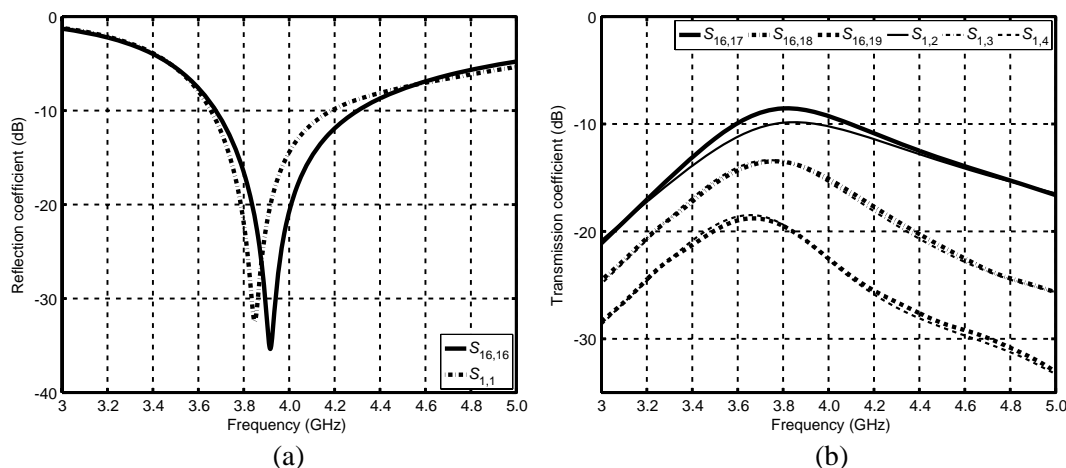 0
-10
-20
-30
-40
Reflection coefficient (dB)
3 3.2 3.4 3.6 3.8 4.0 4.2 4.4 4.6 4.8 5.0
Frequency (GHz)
S16,16
S1,1
(a)
S16,17 S16,18 S16,19 S1,2 S1,3 S1,4
0
-10
-20
-30
Transmission coefficient (dB)
3 3.2 3.4 3.6 3.8 4.0 4.2 4.4 4.6 4.8 5.0
Frequency (GHz)
(b)